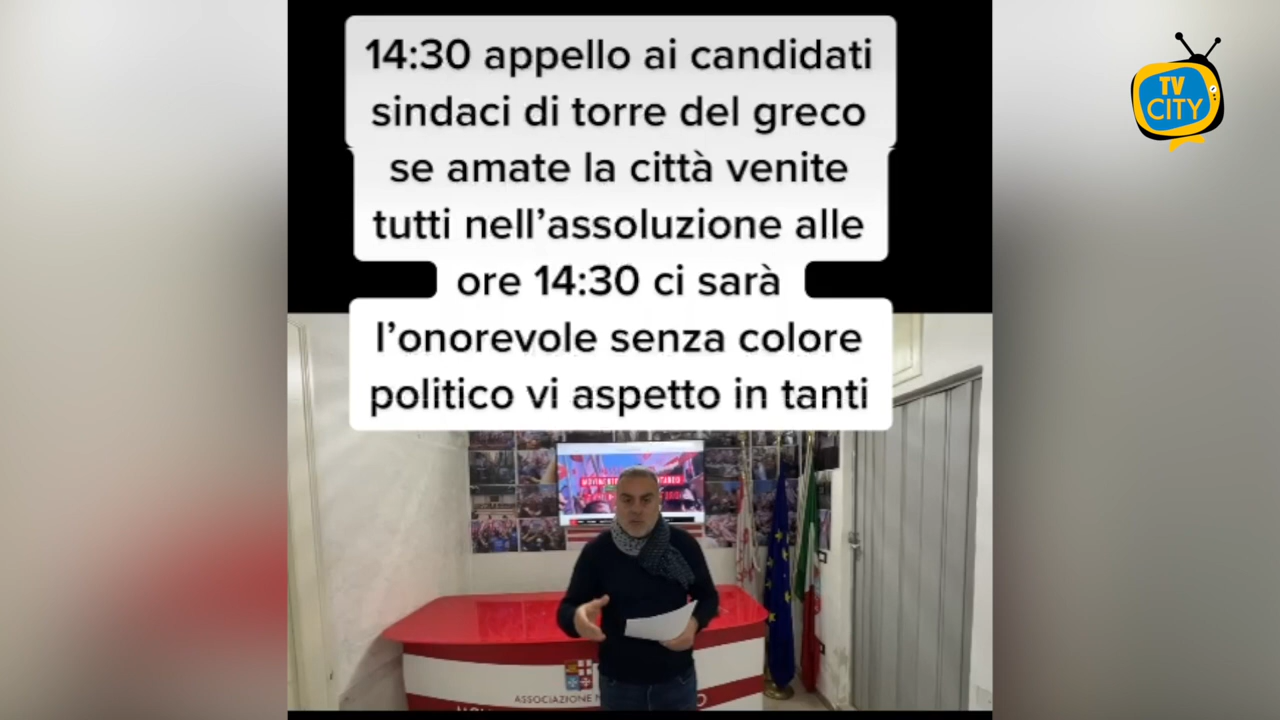 14:30 appello ai candidati
sindaci di torre del greco
se amate la città venite
tutti nell'assoluzione alle
ore 14:30 ci sarà
l'onorevole senza colore
politico vi aspetto in tanti
TV
CITY
ASSOCIAZIONE